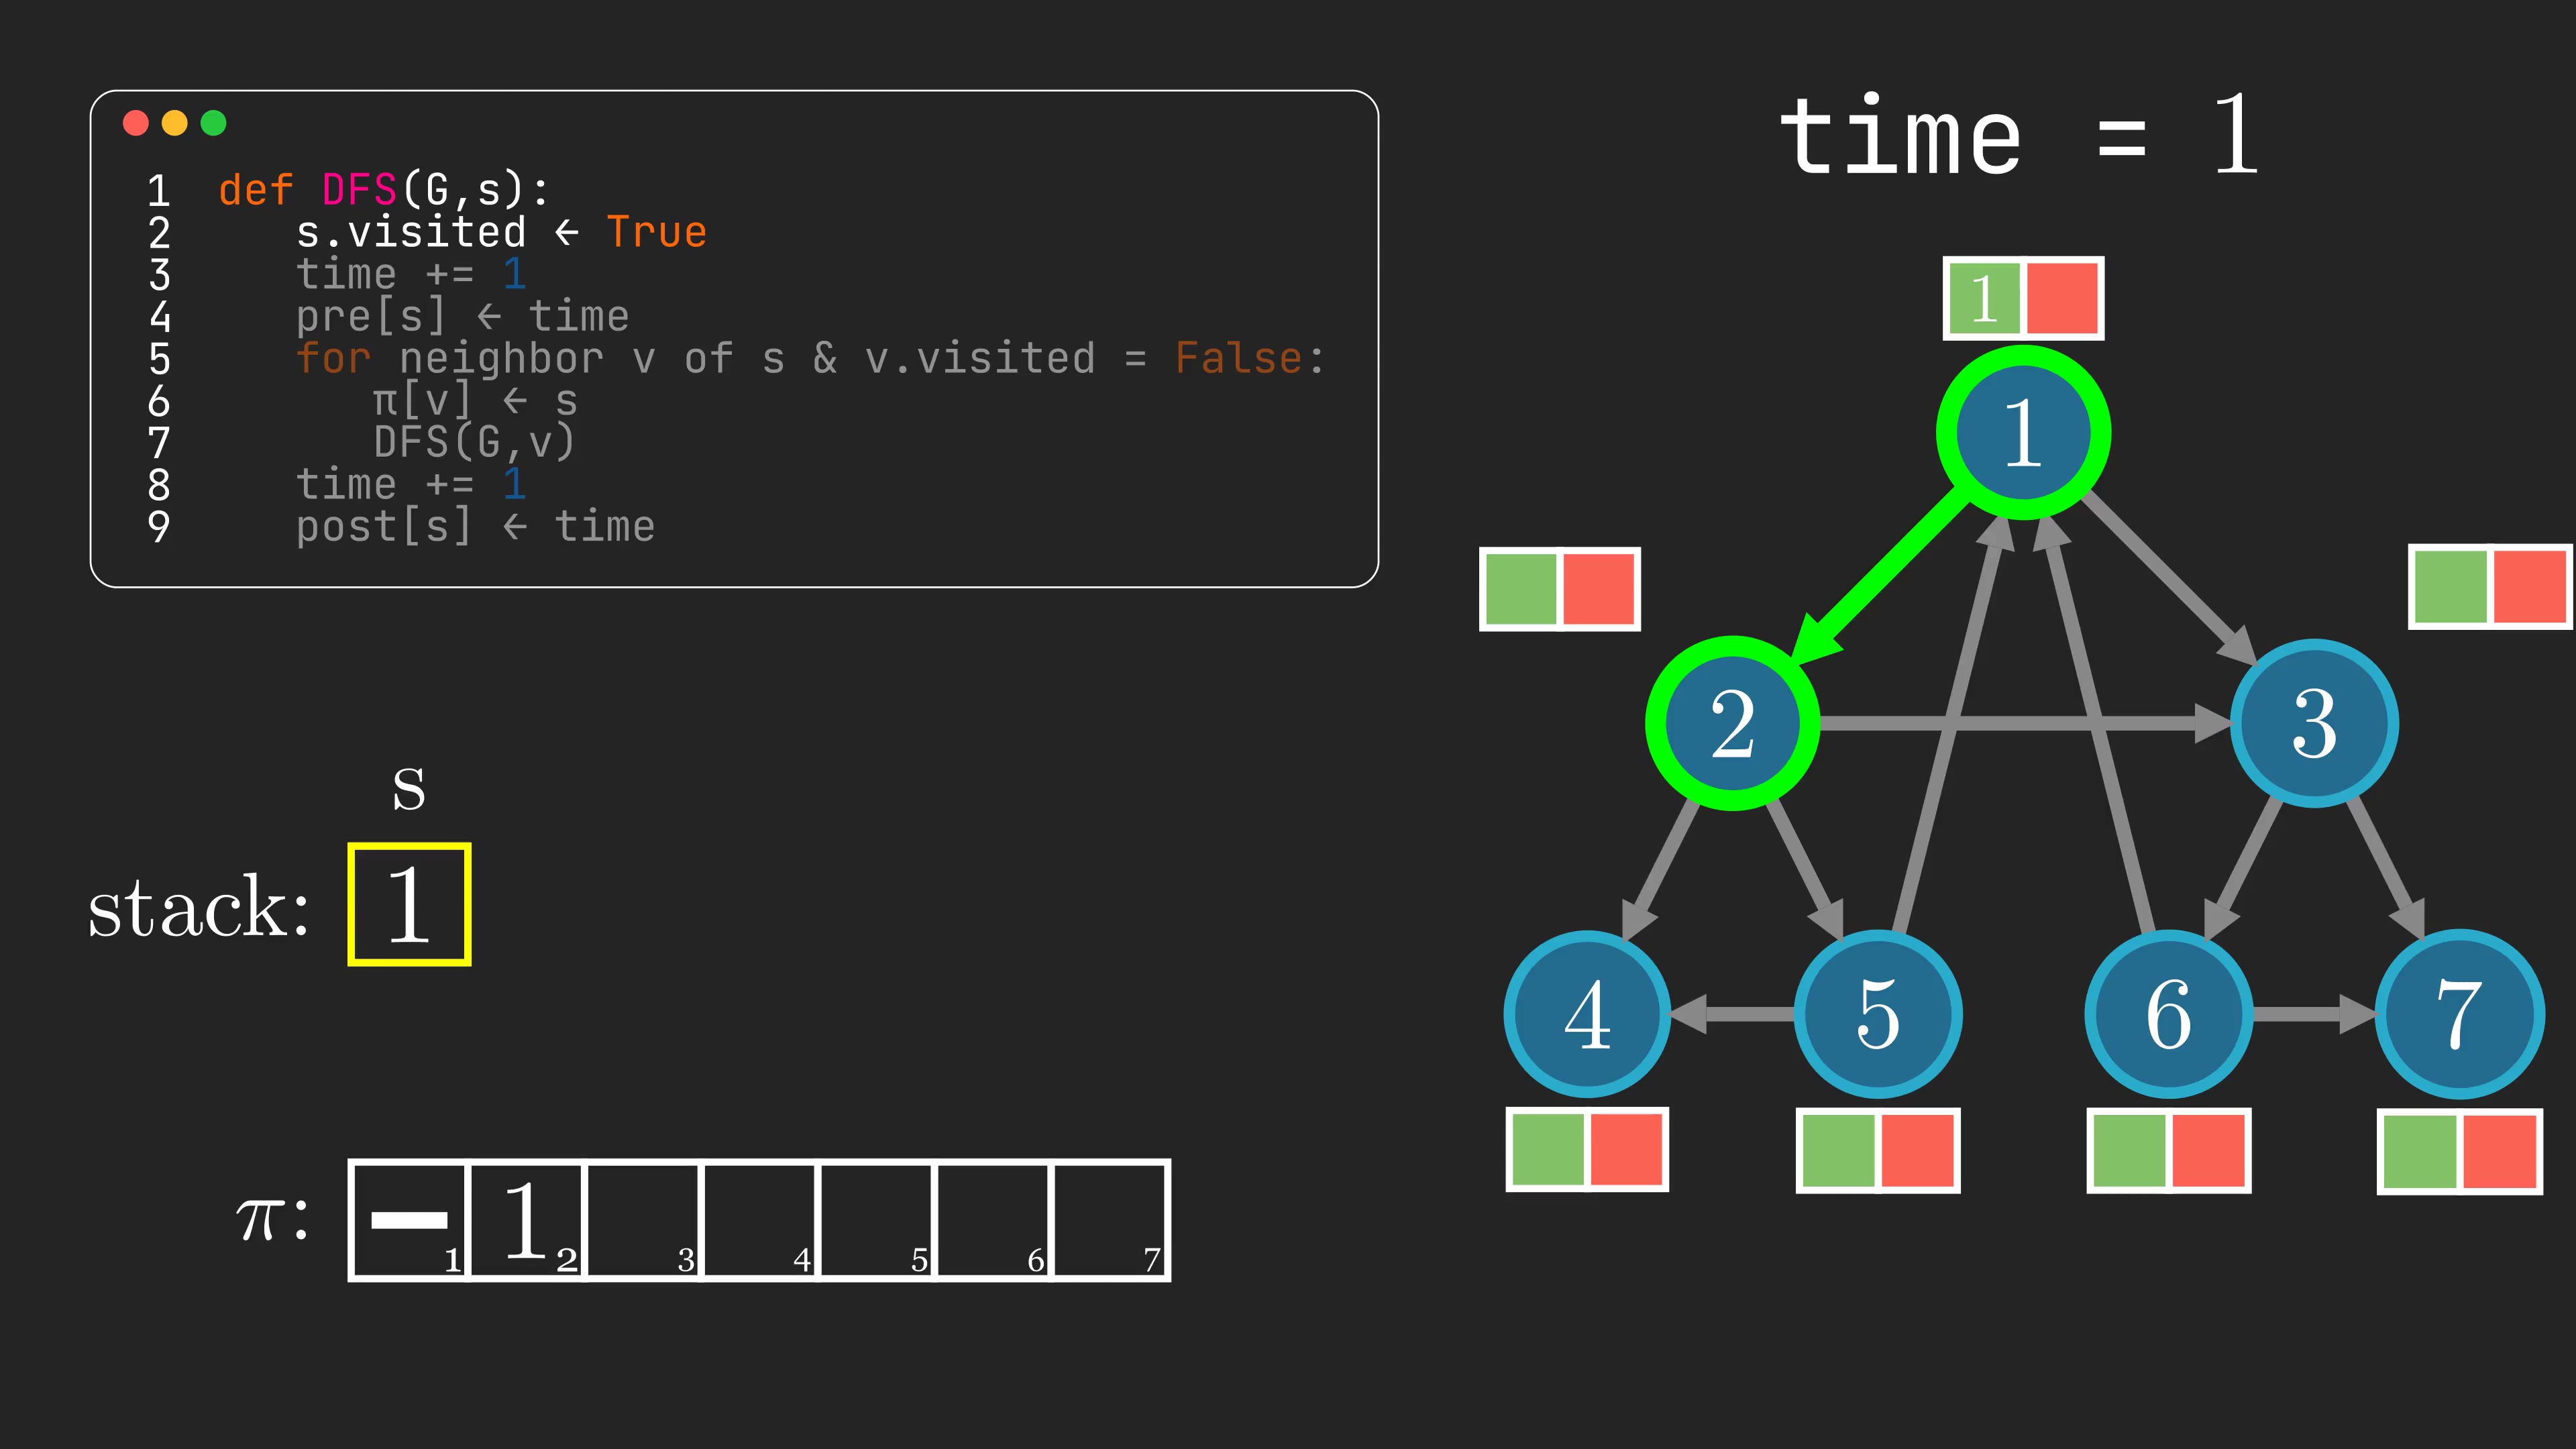 time = 1
1 def DFS(G,s):
2 s.visited ← True
3 time += 1
4 pre[s] ← time
5 for neighbor v of s & v.visited = False:
6 π[v] ← s
7 DFS(G,v)
8 time += 1
9 post[s] ← time
1
1
2 3
4 5 6 7
s
stack: 1
π: – 1
1 2 3 4 5 6 7